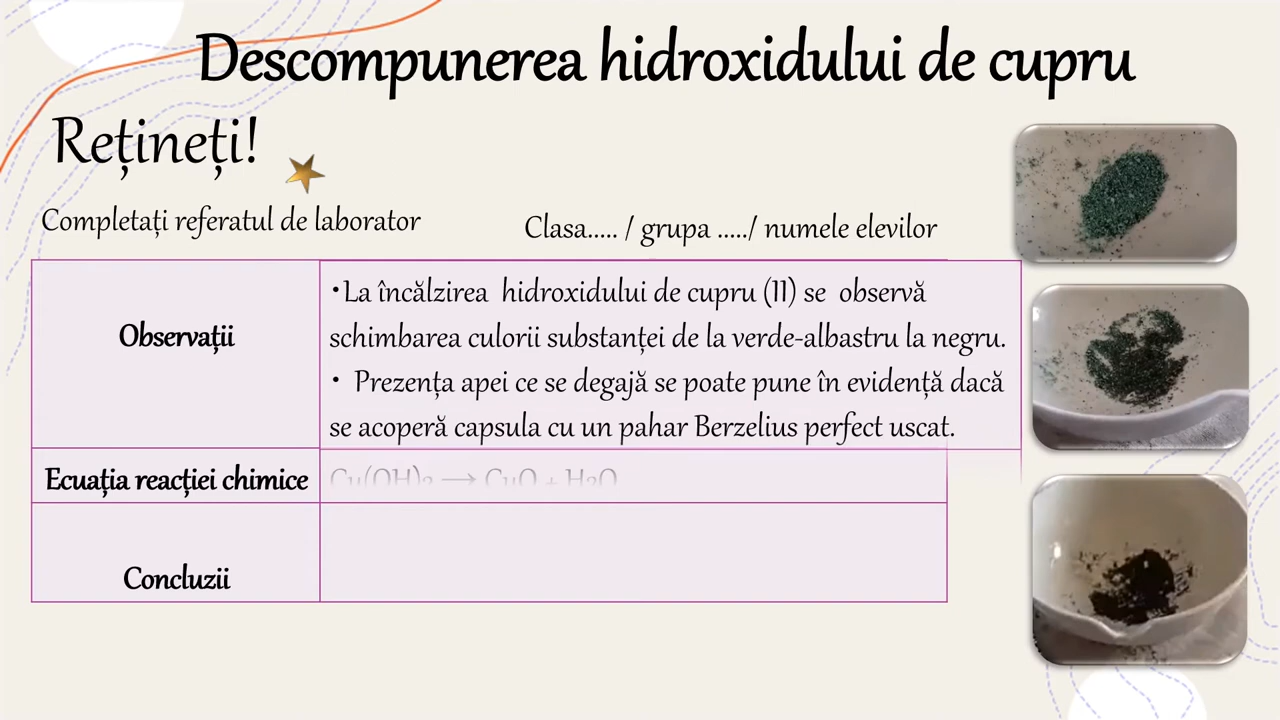 Descompunerea hidroxidului de cupru
Rețineți!
Completați referatul de laborator
Clasa..... / grupa ...../ numele elevilor
Observații
•La încălzirea hidroxidului de cupru (II) se observă
schimbarea culorii substanței de la verde-albastru la negru.
• Prezența apei ce se degajă se poate pune în evidență dacă
se acoperă capsula cu un pahar Berzelius perfect uscat.
Ecuația reacției chimice
Cu(OH)₂ → CuO + H₂O
Concluzii